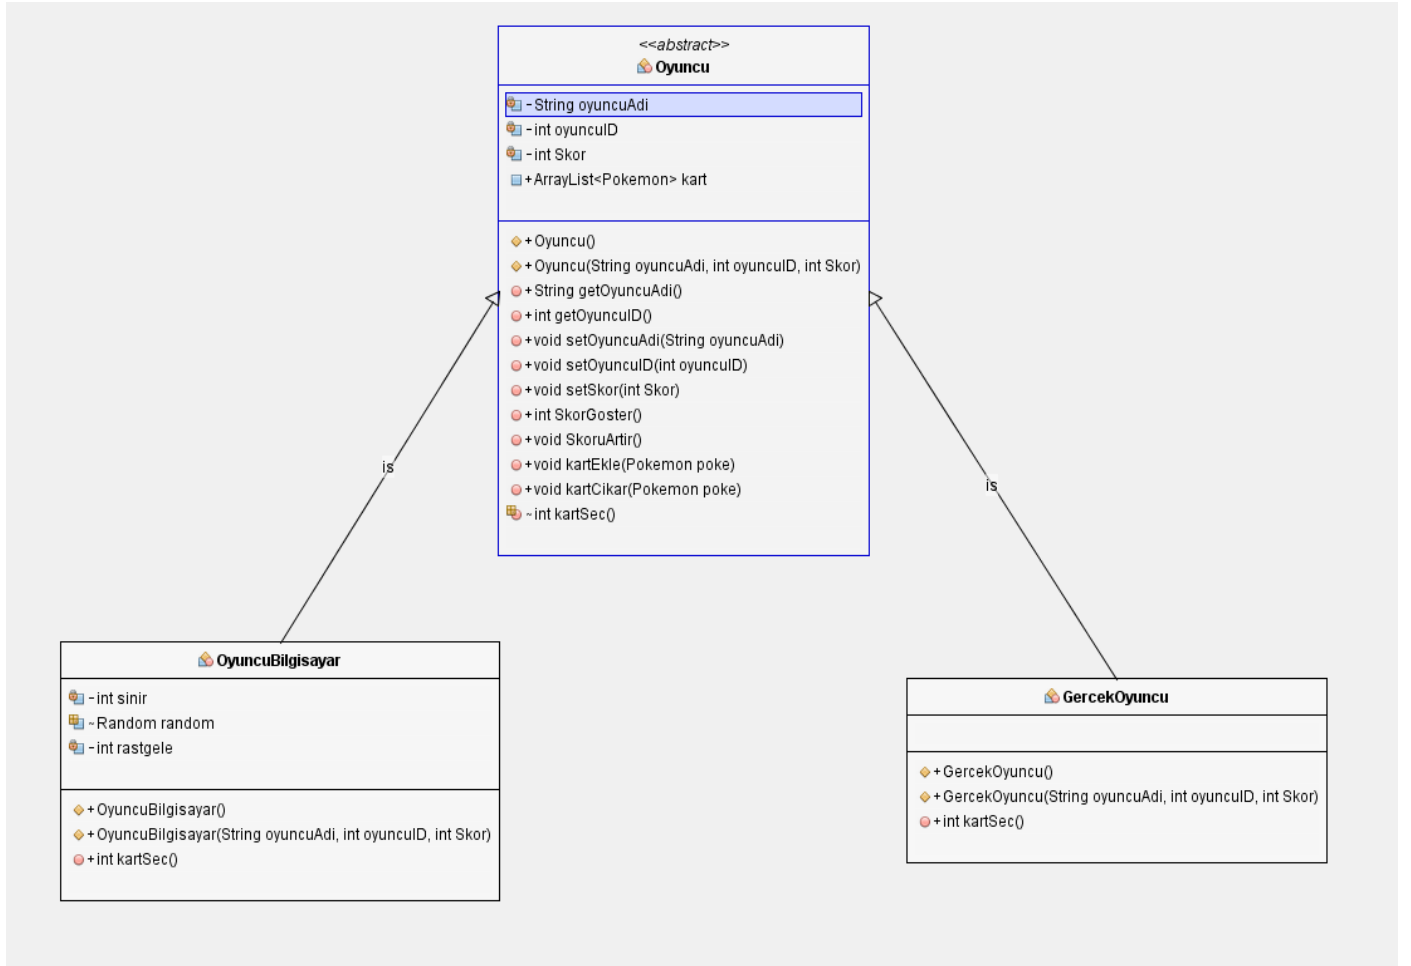 <<abstract>>
Oyuncu
- String oyuncuAdi
- int oyuncuID
- int Skor
+ ArrayList<Pokemon> kart
+ Oyuncu()
+ Oyuncu(String oyuncuAdi, int oyuncuID, int Skor)
+ String getOyuncuAdi()
+ int getOyuncuID()
+ void setOyuncuAdi(String oyuncuAdi)
+ void setOyuncuID(int oyuncuID)
+ void setSkor(int Skor)
+ int SkorGoster()
+ void SkoruArtir()
+ void kartEkle(Pokemon poke)
+ void kartCikar(Pokemon poke)
~ int kartSec()
is
is
OyuncuBilgisayar
- int sinir
~ Random random
- int rastgele
+ OyuncuBilgisayar()
+ OyuncuBilgisayar(String oyuncuAdi, int oyuncuID, int Skor)
+ int kartSec()
GercekOyuncu
+ GercekOyuncu()
+ GercekOyuncu(String oyuncuAdi, int oyuncuID, int Skor)
+ int kartSec()